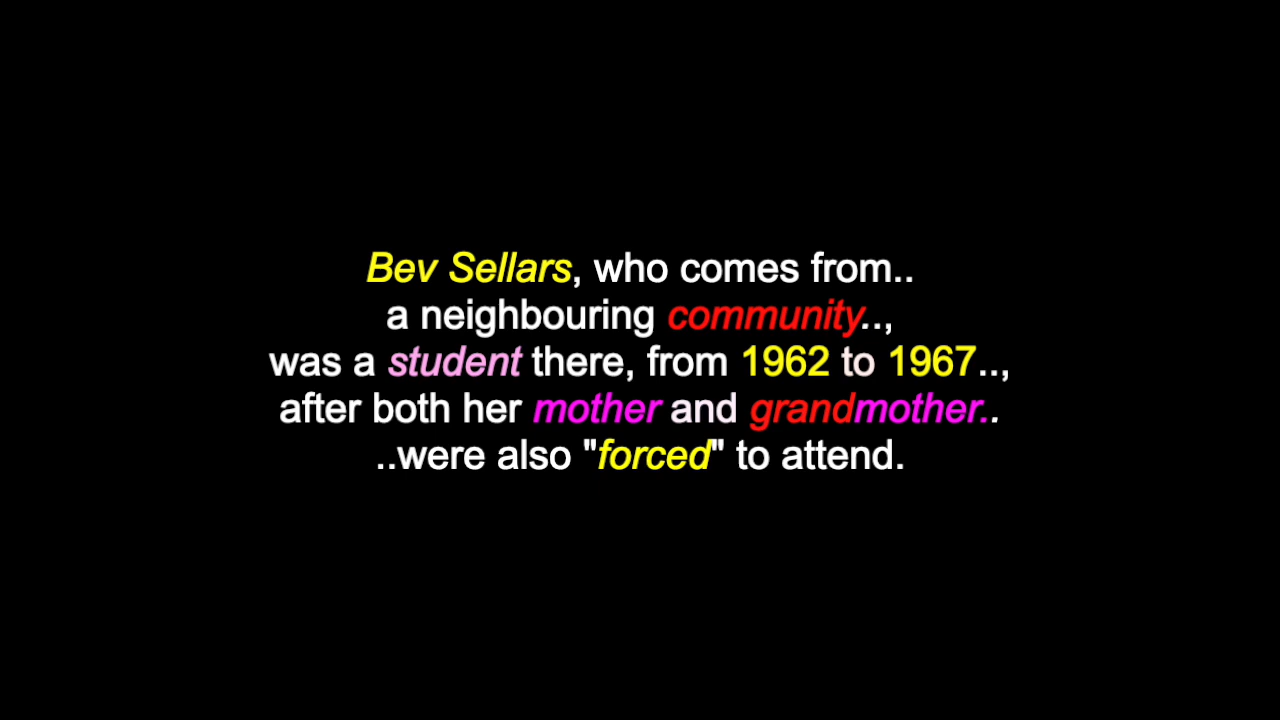 Bev Sellars, who comes from..
a neighbouring community..,
was a student there, from 1962 to 1967..,
after both her mother and grandmother..
..were also "forced" to attend.